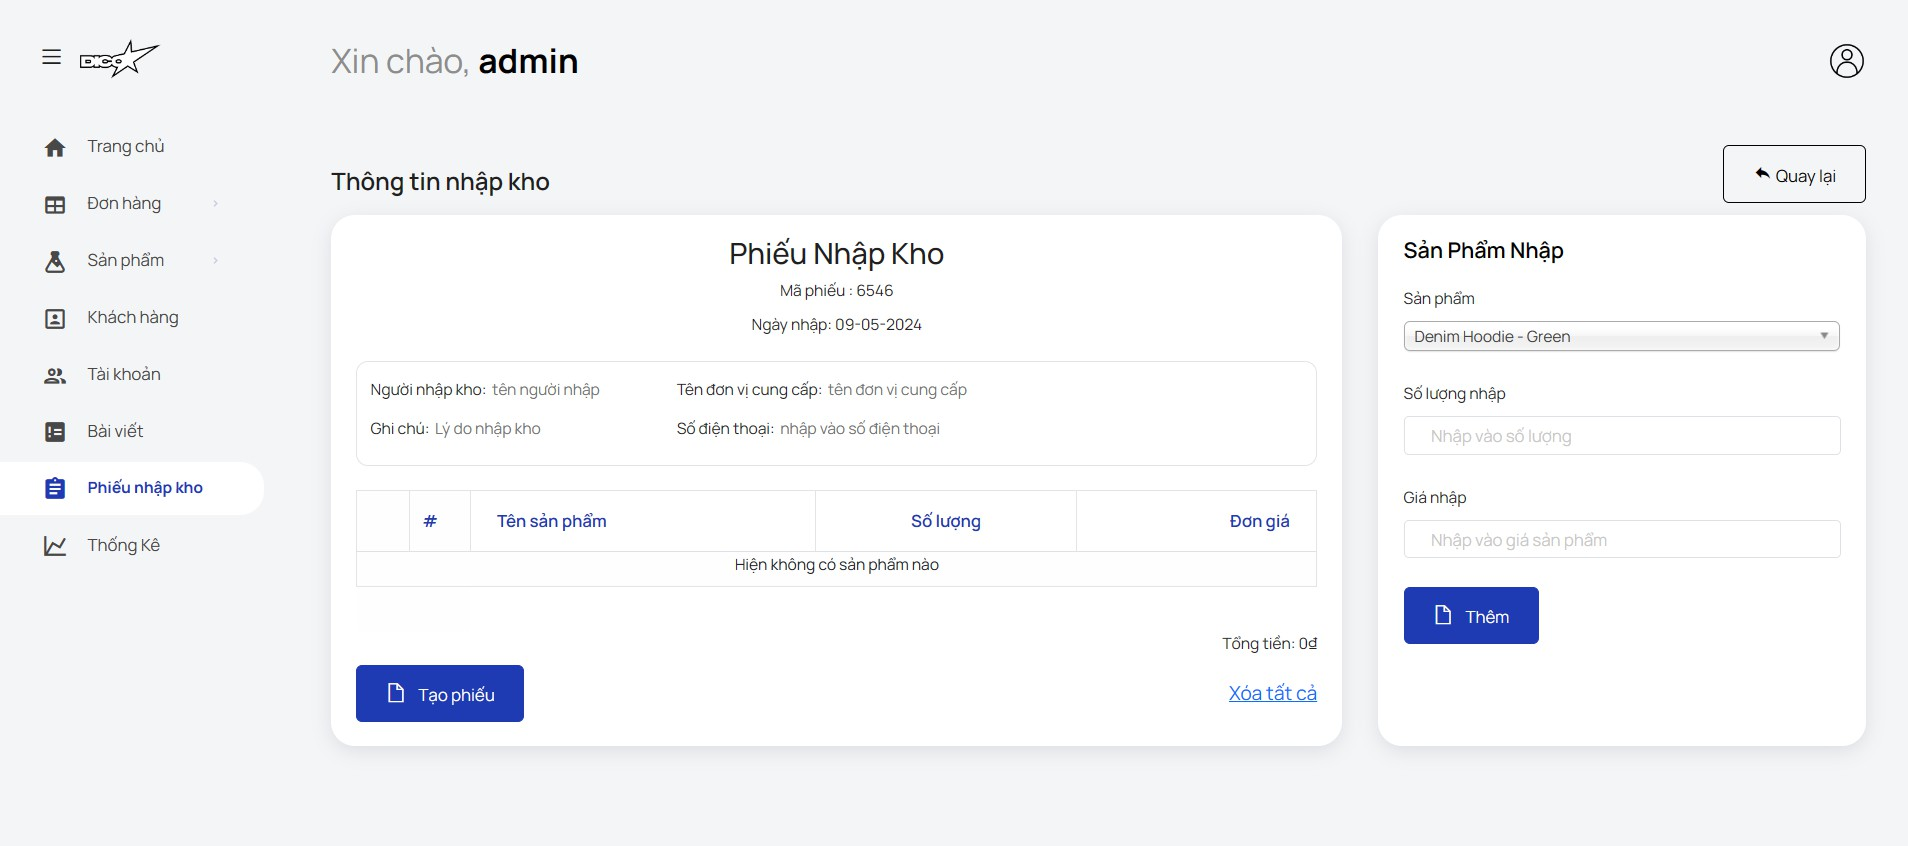 DICO
Xin chào, admin
Trang chủ
Đơn hàng
Sản phẩm
Khách hàng
Tài khoản
Bài viết
Phiếu nhập kho
Thống Kê
Thông tin nhập kho
Quay lại
Phiếu Nhập Kho
Mã phiếu : 6546
Ngày nhập: 09-05-2024
Người nhập kho: tên người nhập
Tên đơn vị cung cấp: tên đơn vị cung cấp
Ghi chú: Lý do nhập kho
Số điện thoại: nhập vào số điện thoại
# Tên sản phẩm Số lượng Đơn giá
Hiện không có sản phẩm nào
Tổng tiền: 0đ
Tạo phiếu
Xóa tất cả
Sản Phẩm Nhập
Sản phẩm
Denim Hoodie - Green
Số lượng nhập
Nhập vào số lượng
Giá nhập
Nhập vào giá sản phẩm
Thêm